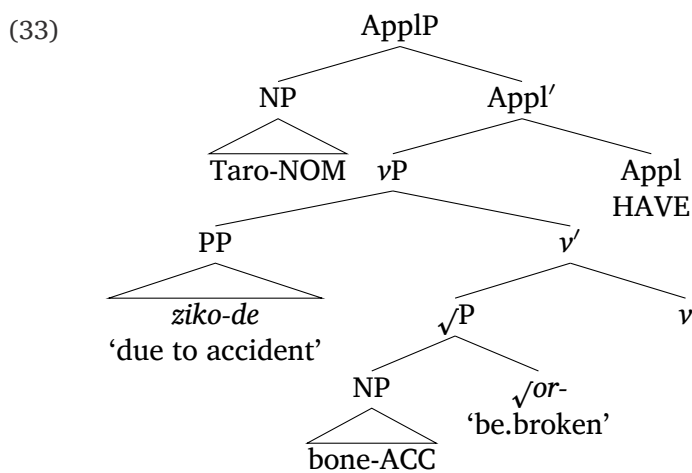 (33)
ApplP
NP Appl′
Taro-NOM vP Appl
HAVE
PP v′
ziko-de √P v
‘due to accident’
NP √or-
‘be.broken’
bone-ACC